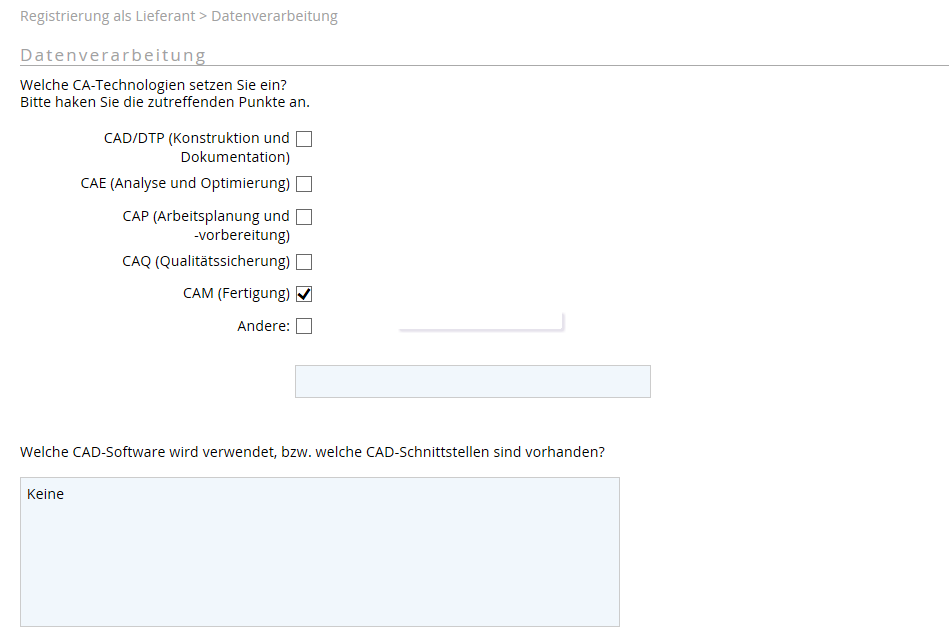 Registrierung als Lieferant > Datenverarbeitung
Datenverarbeitung
Welche CA-Technologien setzen Sie ein?
Bitte haken Sie die zutreffenden Punkte an.
CAD/DTP (Konstruktion und
Dokumentation)
CAE (Analyse und Optimierung)
CAP (Arbeitsplanung und
-vorbereitung)
CAQ (Qualitätssicherung)
CAM (Fertigung)
Andere:
Welche CAD-Software wird verwendet, bzw. welche CAD-Schnittstellen sind vorhanden?
Keine